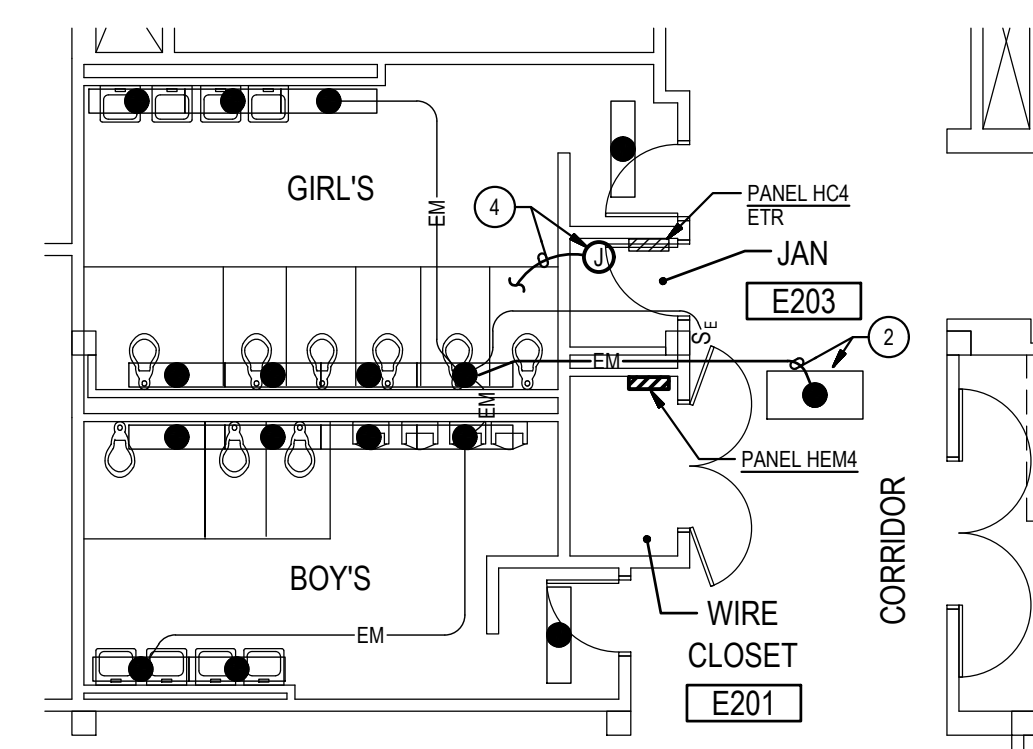 GIRL'S
EM
4
PANEL HC4
ETR
J
JAN
E203
SE
2
EM
EM
PANEL HEM4
CORRIDOR
BOY'S
EM
WIRE
CLOSET
E201